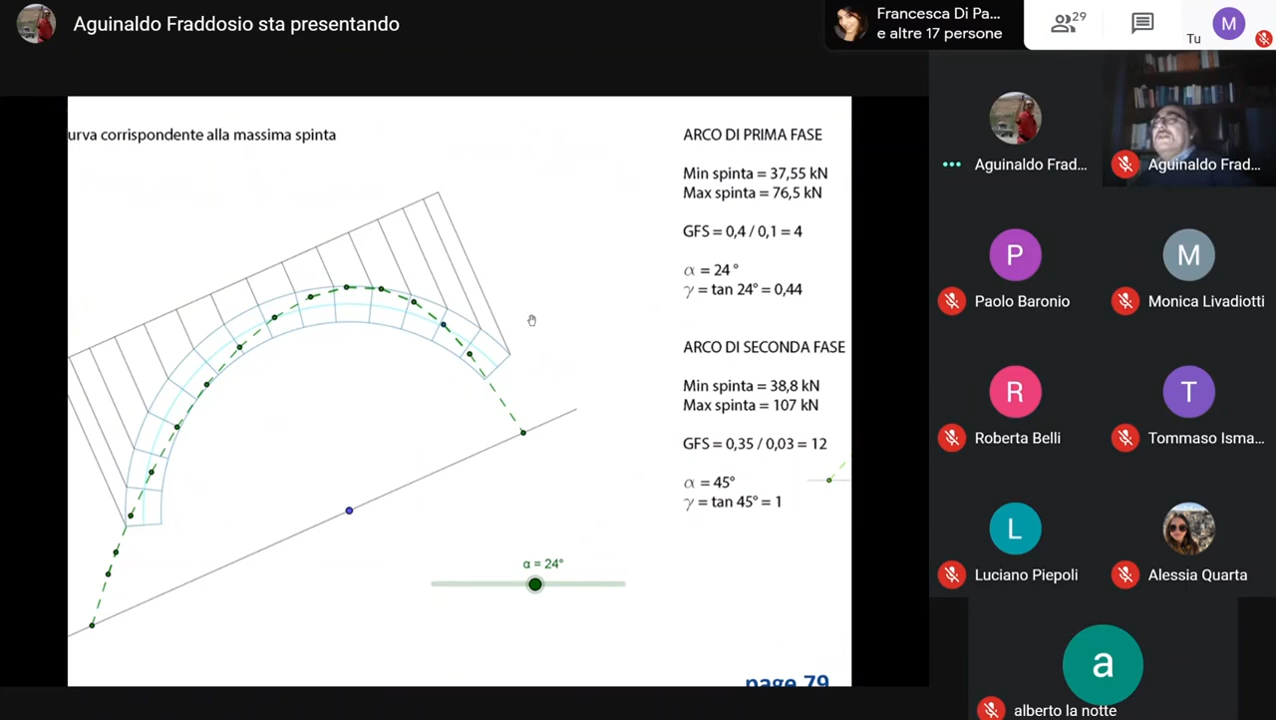 Aguinaldo Fraddosio sta presentando
Francesca Di Pa...
e altre 17 persone
29
Tu
M
urva corrispondente alla massima spinta
α = 24°
ARCO DI PRIMA FASE
Min spinta = 37,55 kN
Max spinta = 76,5 kN
GFS = 0,4 / 0,1 = 4
α = 24 °
γ = tan 24° = 0,44
ARCO DI SECONDA FASE
Min spinta = 38,8 kN
Max spinta = 107 kN
GFS = 0,35 / 0,03 = 12
α = 45°
γ = tan 45° = 1
page 79
Aguinaldo Frad...
Aguinaldo Frad...
P
Paolo Baronio
M
Monica Livadiotti
R
Roberta Belli
T
Tommaso Isma...
L
Luciano Piepoli
Alessia Quarta
a
alberto la notte